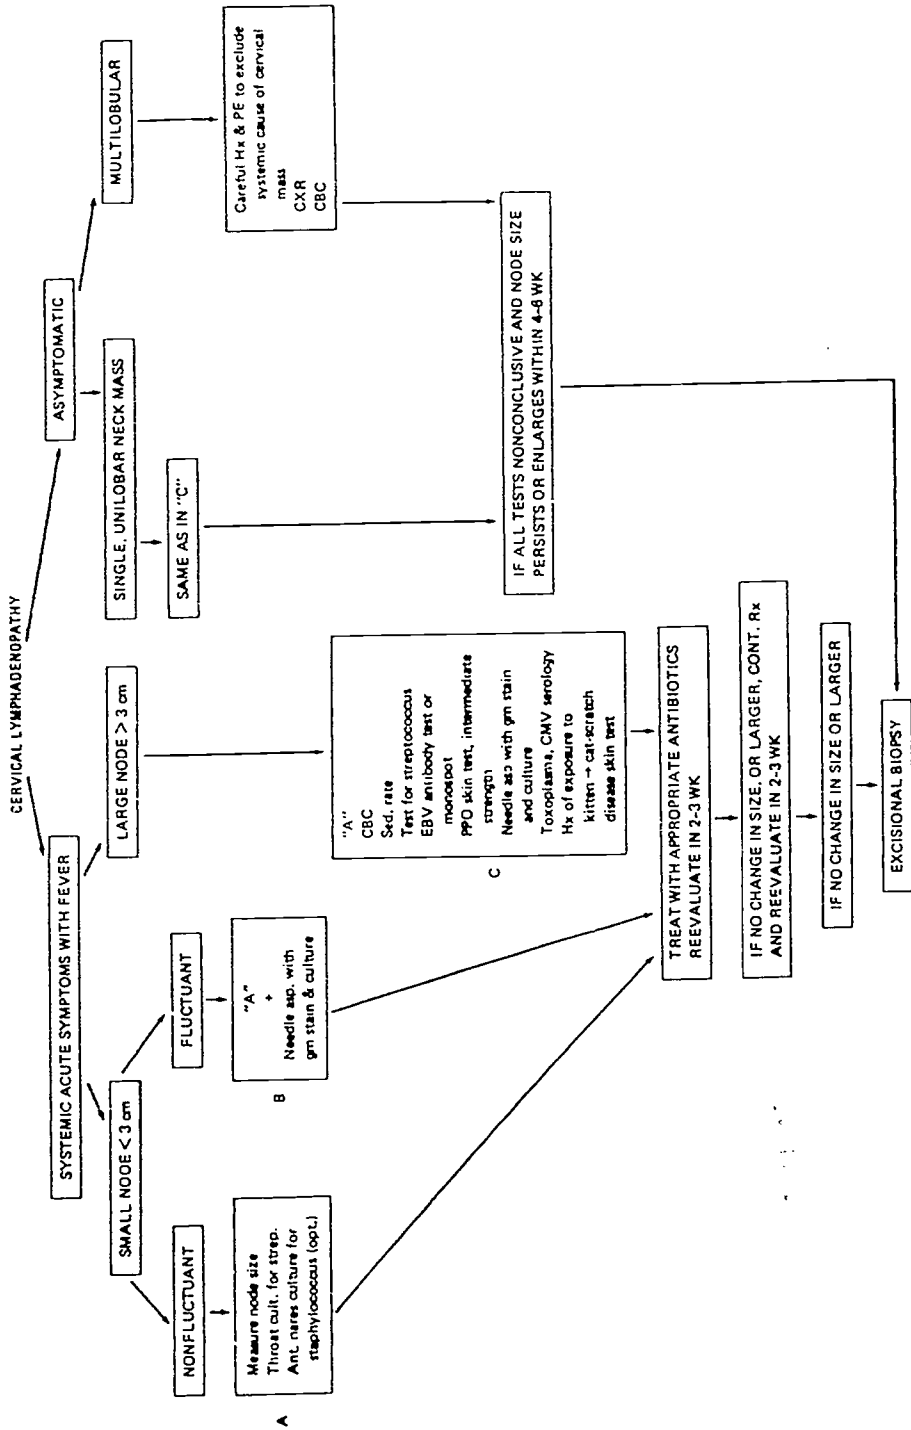 CERVICAL LYMPHADENOPATHY
SYSTEMIC ACUTE SYMPTOMS WITH FEVER
ASYMPTOMATIC
SMALL NODE < 3 cm
LARGE NODE > 3 cm
SINGLE, UNILOBAR NECK MASS
MULTILOBULAR
NONFLUCTUANT
FLUCTUANT
SAME AS IN "C"
A
Measure node size
Throat cult. for strep.
Ant. nares culture for
staphylococcus (opt.)
B
"A"
+
Needle asp. with
gm stain & culture
C
"A"
CBC
Sed. rate
Test for streptococcus
EBV antibody test or
monospot
PPD skin test, intermediate
strength
Needle asp with grm stain
and culture
Toxoplasma, CMV serology
Hx of exposure to
kitten → cat-scratch
disease skin test
Careful Hx & PE to exclude
systemic cause of cervical
mass
CXR
CBC
IF ALL TESTS NONCONCLUSIVE AND NODE SIZE
PERSISTS OR ENLARGES WITHIN 4-6 WK
TREAT WITH APPROPRIATE ANTIBIOTICS
REEVALUATE IN 2-3 WK
IF NO CHANGE IN SIZE, OR LARGER, CONT. Rx
AND REEVALUATE IN 2-3 WK
IF NO CHANGE IN SIZE OR LARGER
EXCISIONAL BIOPSY